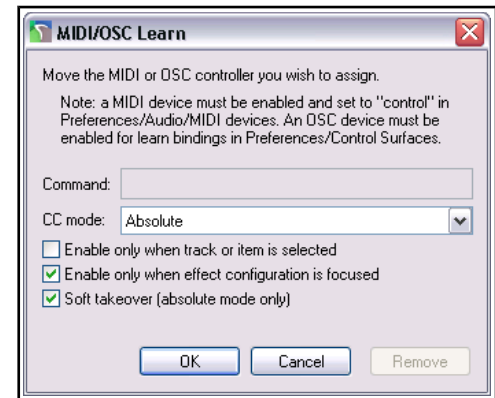 MIDI/OSC Learn
Move the MIDI or OSC controller you wish to assign.
Note: a MIDI device must be enabled and set to "control" in
Preferences/Audio/MIDI devices. An OSC device must be
enabled for learn bindings in Preferences/Control Surfaces.
Command:
CC mode: Absolute
Enable only when track or item is selected
Enable only when effect configuration is focused
Soft takeover (absolute mode only)
OK Cancel Remove